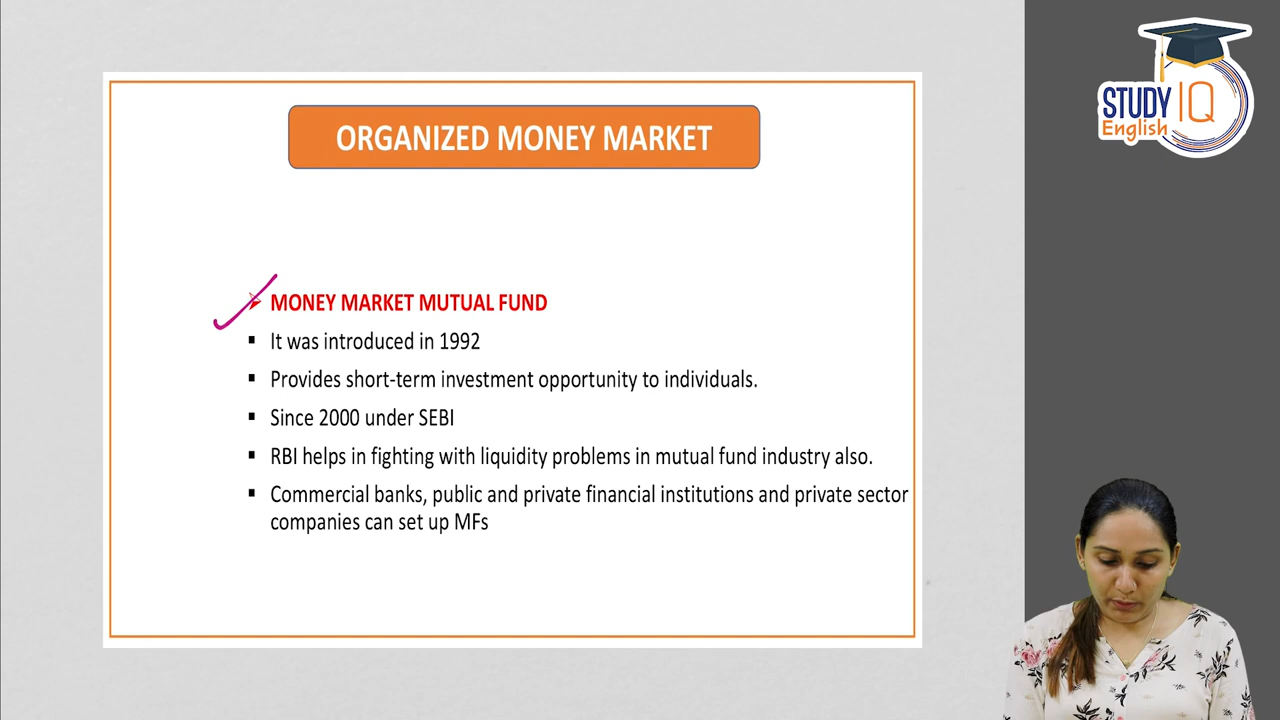 STUDY IQ
English
ORGANIZED MONEY MARKET
MONEY MARKET MUTUAL FUND
It was introduced in 1992
Provides short-term investment opportunity to individuals.
Since 2000 under SEBI
RBI helps in fighting with liquidity problems in mutual fund industry also.
Commercial banks, public and private financial institutions and private sector
companies can set up MFs